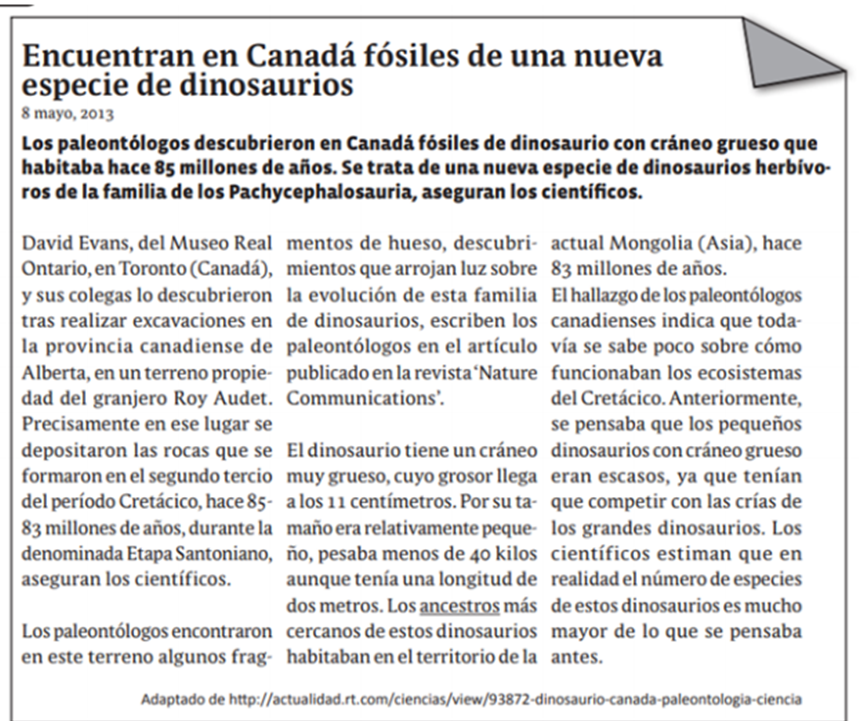 Encuentran en Canadá fósiles de una nueva
especie de dinosaurios
8 mayo, 2013
Los paleontólogos descubrieron en Canadá fósiles de dinosaurio con cráneo grueso que
habitaba hace 85 millones de años. Se trata de una nueva especie de dinosaurios herbívo-
ros de la familia de los Pachycephalosauria, aseguran los científicos.
David Evans, del Museo Real
Ontario, en Toronto (Canadá),
y sus colegas lo descubrieron
tras realizar excavaciones en
la provincia canadiense de
Alberta, en un terreno propie-
dad del granjero Roy Audet.
Precisamente en ese lugar se
depositaron las rocas que se
formaron en el segundo tercio
del período Cretácico, hace 85-
83 millones de años, durante la
denominada Etapa Santoniano,
aseguran los científicos.
Los paleontólogos encontraron
en este terreno algunos frag-
mentos de hueso, descubri-
mientos que arrojan luz sobre
la evolución de esta familia
de dinosaurios, escriben los
paleontólogos en el artículo
publicado en la revista ‘Nature
Communications’.
El dinosaurio tiene un cráneo
muy grueso, cuyo grosor llega
a los 11 centímetros. Por su ta-
maño era relativamente peque-
ño, pesaba menos de 40 kilos
aunque tenía una longitud de
dos metros. Los ancestros más
cercanos de estos dinosaurios
habitaban en el territorio de la
actual Mongolia (Asia), hace
83 millones de años.
El hallazgo de los paleontólogos
canadienses indica que toda-
vía se sabe poco sobre cómo
funcionaban los ecosistemas
del Cretácico. Anteriormente,
se pensaba que los pequeños
dinosaurios con cráneo grueso
eran escasos, ya que tenían
que competir con las crías de
los grandes dinosaurios. Los
científicos estiman que en
realidad el número de especies
de estos dinosaurios es mucho
mayor de lo que se pensaba
antes.
Adaptado de http://actualidad.rt.com/ciencias/view/93872-dinosaurio-canada-paleontologia-ciencia